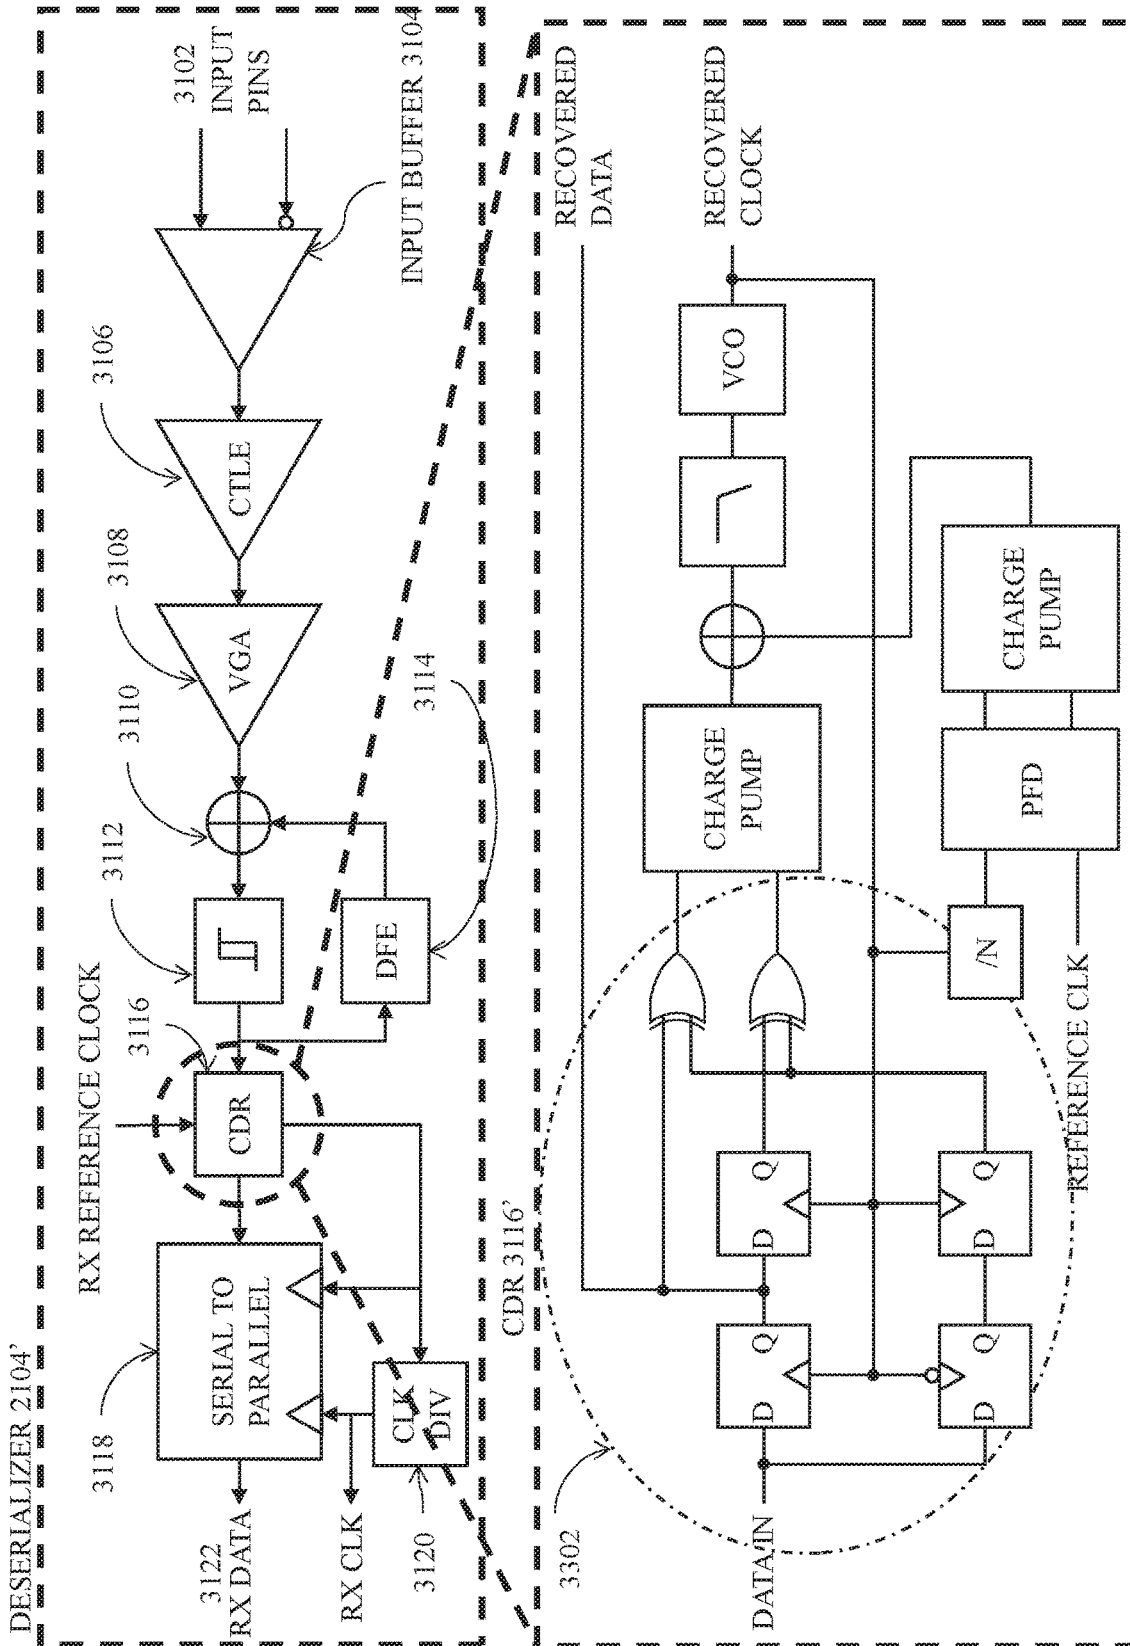 DESERIALIZER 2104'
3102
INPUT
PINS
INPUT BUFFER 3104
3106
CTLE
3108
VGA
3110
3112
3114
DFE
RX REFERENCE CLOCK
3116
CDR
SERIAL TO
PARALLEL
3118
CLK
DIV
3120
3122
RX DATA
RX CLK
CDR 3116'
RECOVERED
DATA
RECOVERED
CLOCK
VCO
CHARGE
PUMP
CHARGE
PUMP
PFD
/N
REFERENCE CLK
D
Q
D
Q
D
Q
D
Q
3302
DATA IN